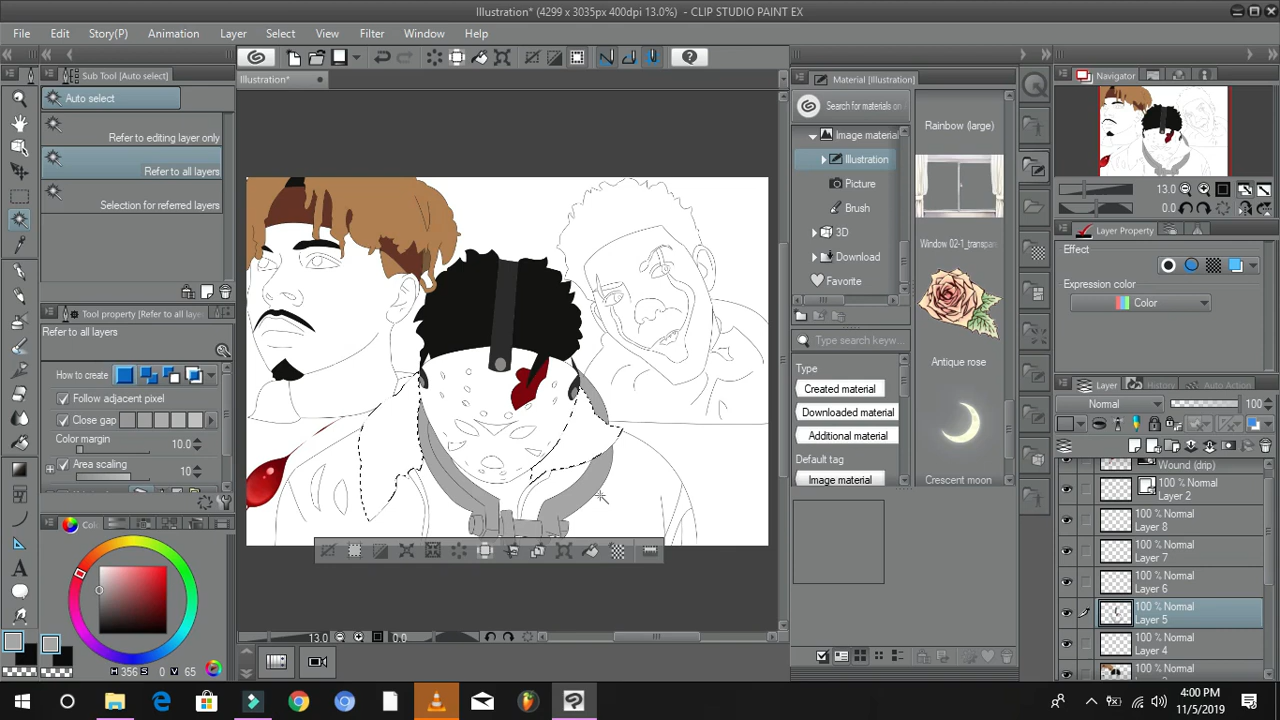 Illustration* (4299 x 3035px 400dpi 13.0%) - CLIP STUDIO PAINT EX
File Edit Story(P) Animation Layer Select View Filter Window Help
Sub Tool [Auto select]
Auto select
Refer to editing layer only
Refer to all layers
Selection for referred layers
Tool property [Refer to all layers]
Refer to all layers
How to create
Follow adjacent pixel
Close gap
Color margin
10.0
Area scaling
10
Col
H 356 S 0 V 65
Illustration*
13.0
0.0
Material [Illustration]
Search for materials on
Image material
Illustration
Picture
Brush
3D
Download
Favorite
Type seach keyw...
Type
Created material
Downloaded material
Additional material
Default tag
Image material
Rainbow (large)
Window 02-1_transpa
Antique rose
Crescent moon
Navigator
13.0
0.0
Layer Property
Effect
Expression color
Color
Layer History
Normal 100
Wound (drip)
100 % Normal
Layer 2
100 % Normal
Layer 8
100 % Normal
Layer 7
100 % Normal
Layer 6
100 % Normal
Layer 5
100 % Normal
Layer 4
100 % Normal
4:00 PM
11/5/2019